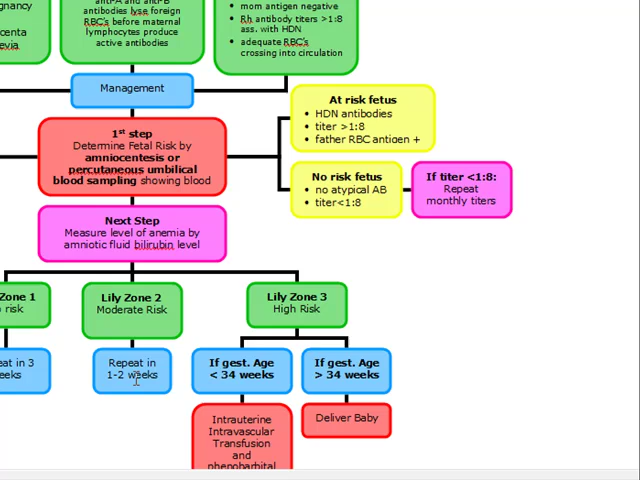 gnancy
centa
evia
anti-A and anti-B
antibodies lyse foreign
RBC's before maternal
lymphocytes produce
active antibodies
• mom antigen negative
• Rh antibody titers >1:8
ass. with HDN
• adequate RBC's
crossing into circulation
Management
1st step
Determine Fetal Risk by
amniocentesis or
percutaneous umbilical
blood sampling showing blood
At risk fetus
• HDN antibodies
• titer >1:8
• father RBC antigen +
No risk fetus
• no atypical AB
• titer<1:8
If titer <1:8:
Repeat
monthly titers
Next Step
Measure level of anemia by
amniotic fluid bilirubin level
Zone 1
risk
Lily Zone 2
Moderate Risk
Lily Zone 3
High Risk
eat in 3
eeks
Repeat in
1-2 weeks
If gest. Age
< 34 weeks
If gest. Age
> 34 weeks
Intrauterine
Intravascular
Transfusion
and
phenobarbital
Deliver Baby